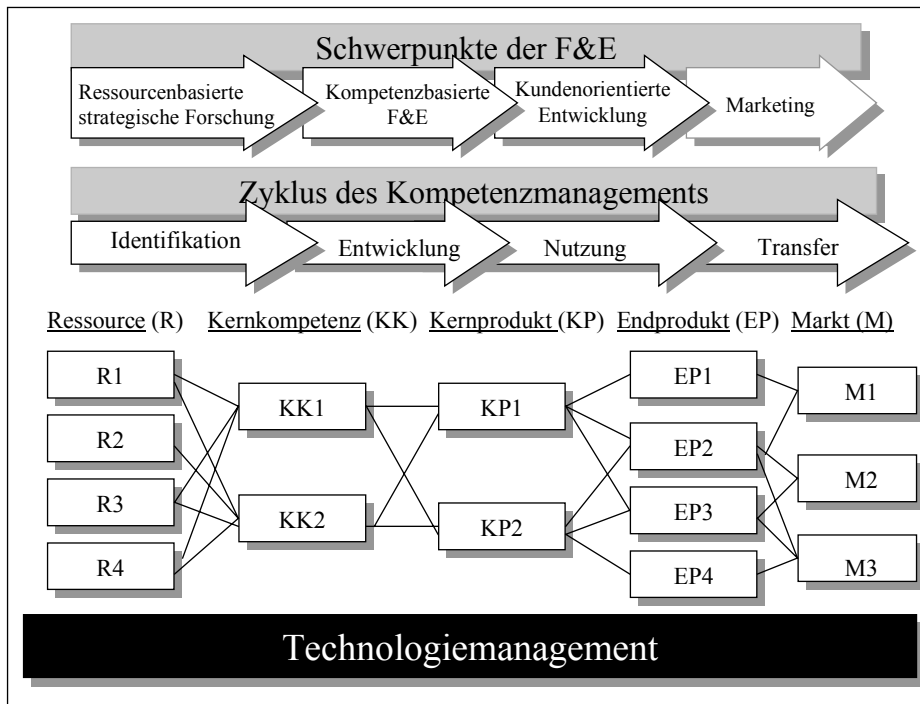 Schwerpunkte der F&E
Ressourcenbasierte
strategische Forschung
Kompetenzbasierte
F&E
Kundenorientierte
Entwicklung
Marketing
Zyklus des Kompetenzmanagements
Identifikation
Entwicklung
Nutzung
Transfer
Ressource (R)
Kernkompetenz (KK)
Kernprodukt (KP)
Endprodukt (EP)
Markt (M)
R1
R2
R3
R4
KK1
KK2
KP1
KP2
EP1
EP2
EP3
EP4
M1
M2
M3
Technologiemanagement